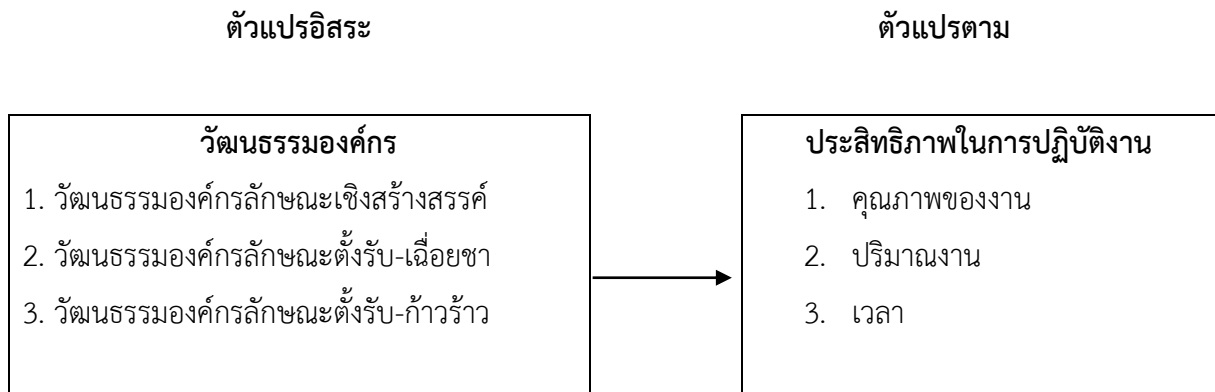 ตัวแปรอิสระ
ตัวแปรตาม
วัฒนธรรมองค์กร
1. วัฒนธรรมองค์กรลักษณะเชิงสร้างสรรค์
2. วัฒนธรรมองค์กรลักษณะตั้งรับ-เฉื่อยชา
3. วัฒนธรรมองค์กรลักษณะตั้งรับ-ก้าวร้าว
ประสิทธิภาพในการปฏิบัติงาน
1. คุณภาพของงาน
2. ปริมาณงาน
3. เวลา